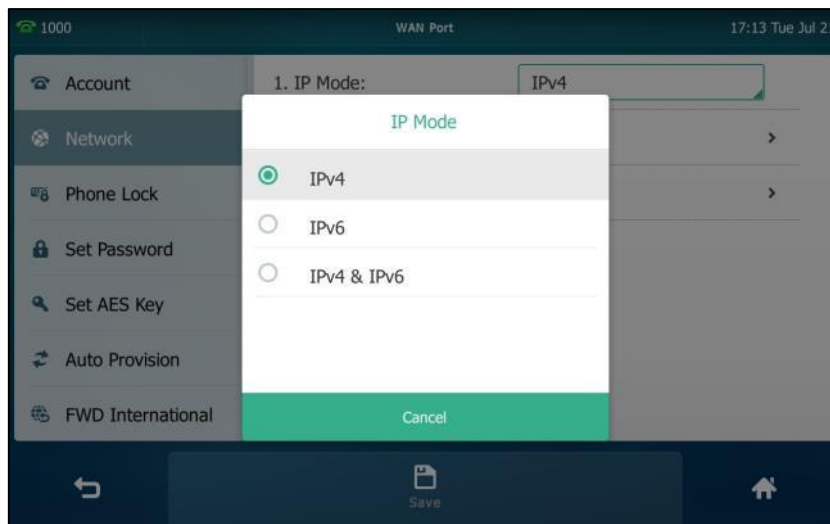 1000 WAN Port 17:13 Tue Jul 2
Account
Network
Phone Lock
Set Password
Set AES Key
Auto Provision
FWD International
1. IP Mode: IPv4
IP Mode
IPv4
IPv6
IPv4 & IPv6
Cancel
Save